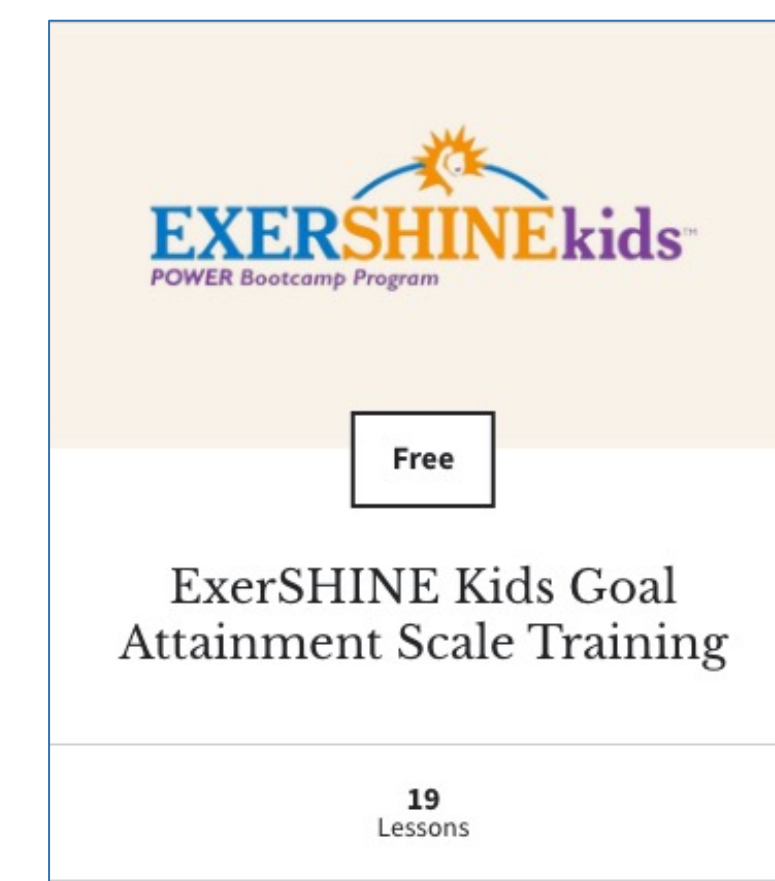 EXERSHINEkids™
POWER Bootcamp Program
Free
ExerSHINE Kids Goal
Attainment Scale Training
19
Lessons